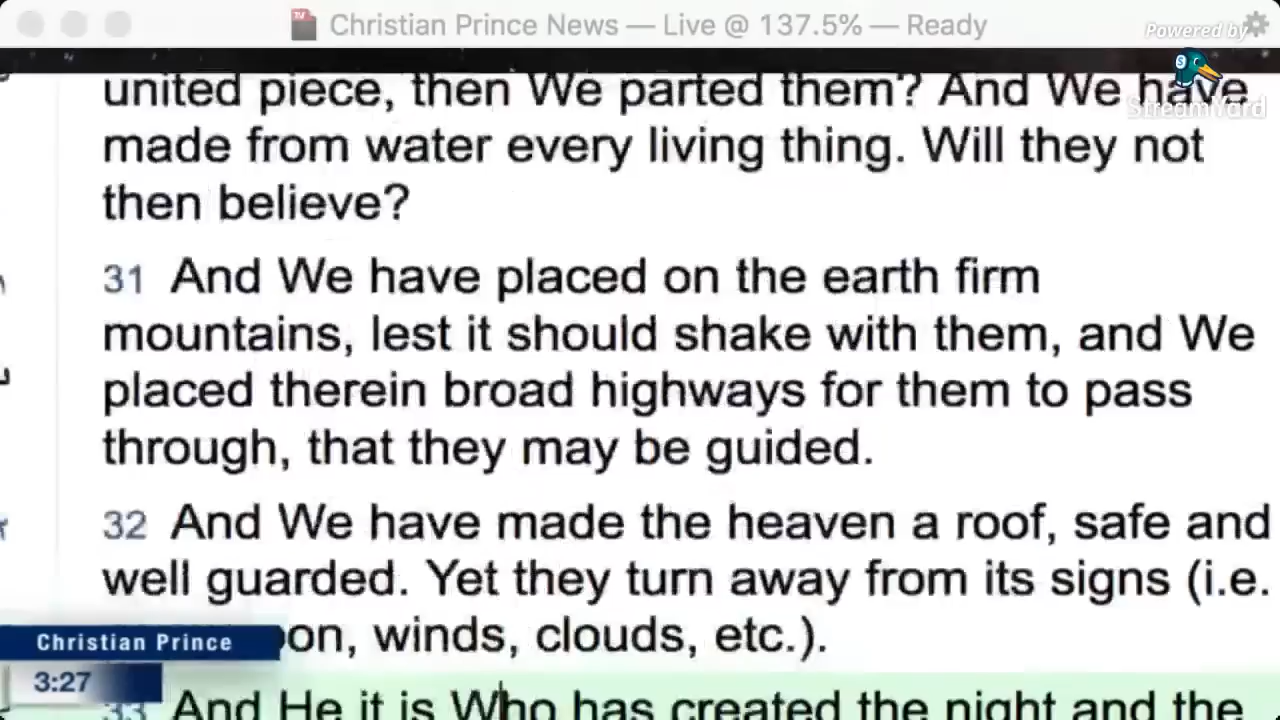 Christian Prince News — Live @ 137.5% — Ready
Powered by
StreamYard
united piece, then We parted them? And We have
made from water every living thing. Will they not
then believe?
31 And We have placed on the earth firm
mountains, lest it should shake with them, and We
placed therein broad highways for them to pass
through, that they may be guided.
32 And We have made the heaven a roof, safe and
well guarded. Yet they turn away from its signs (i.e.
winds, clouds, etc.).
Christian Prince
3:27
33 And He it is Who has created the night and the